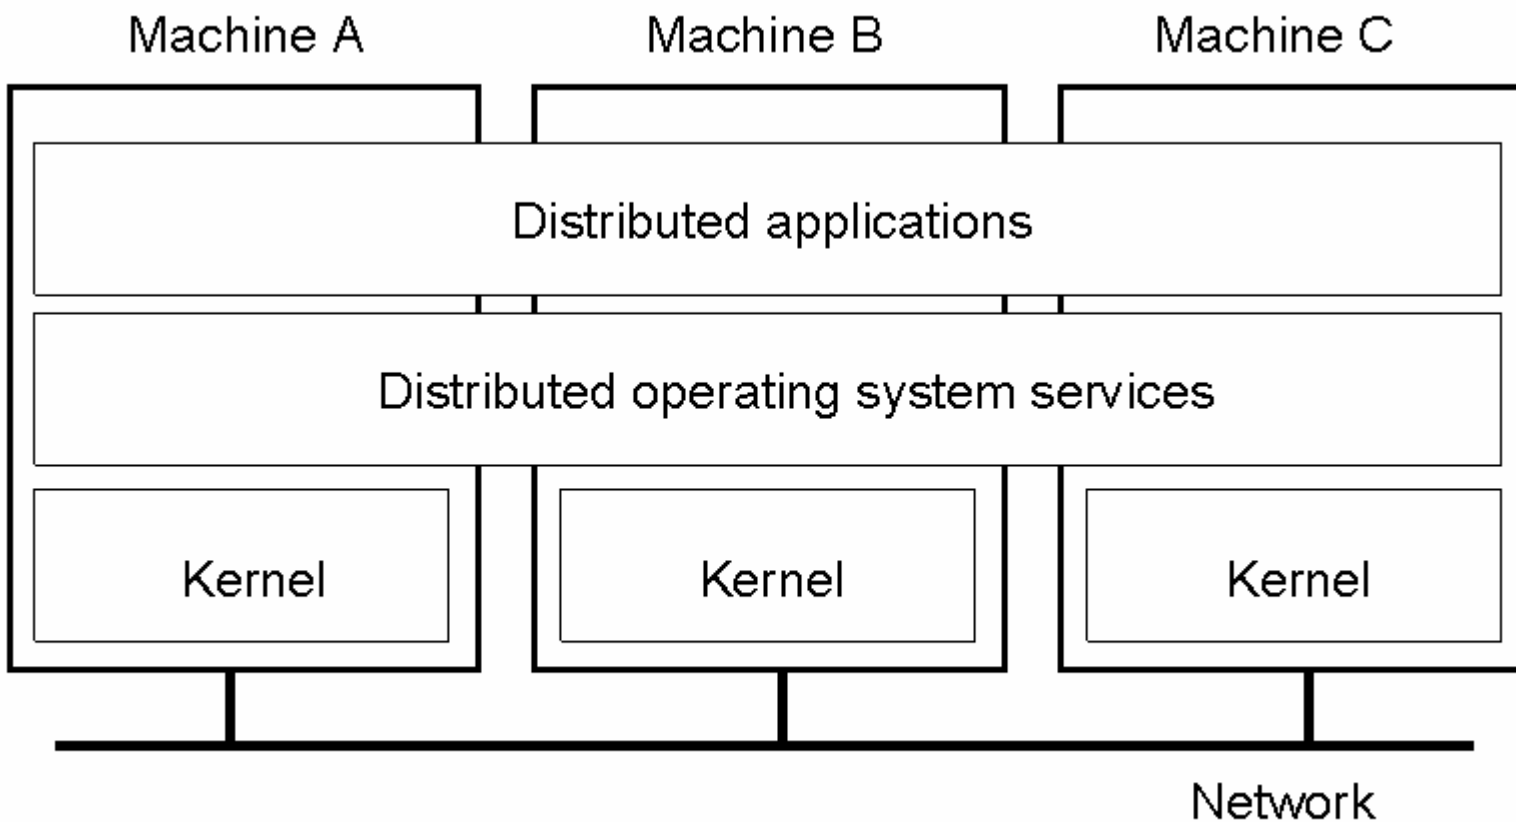 Machine A
Machine B
Machine C
Distributed applications
Distributed operating system services
Kernel
Kernel
Kernel
Network